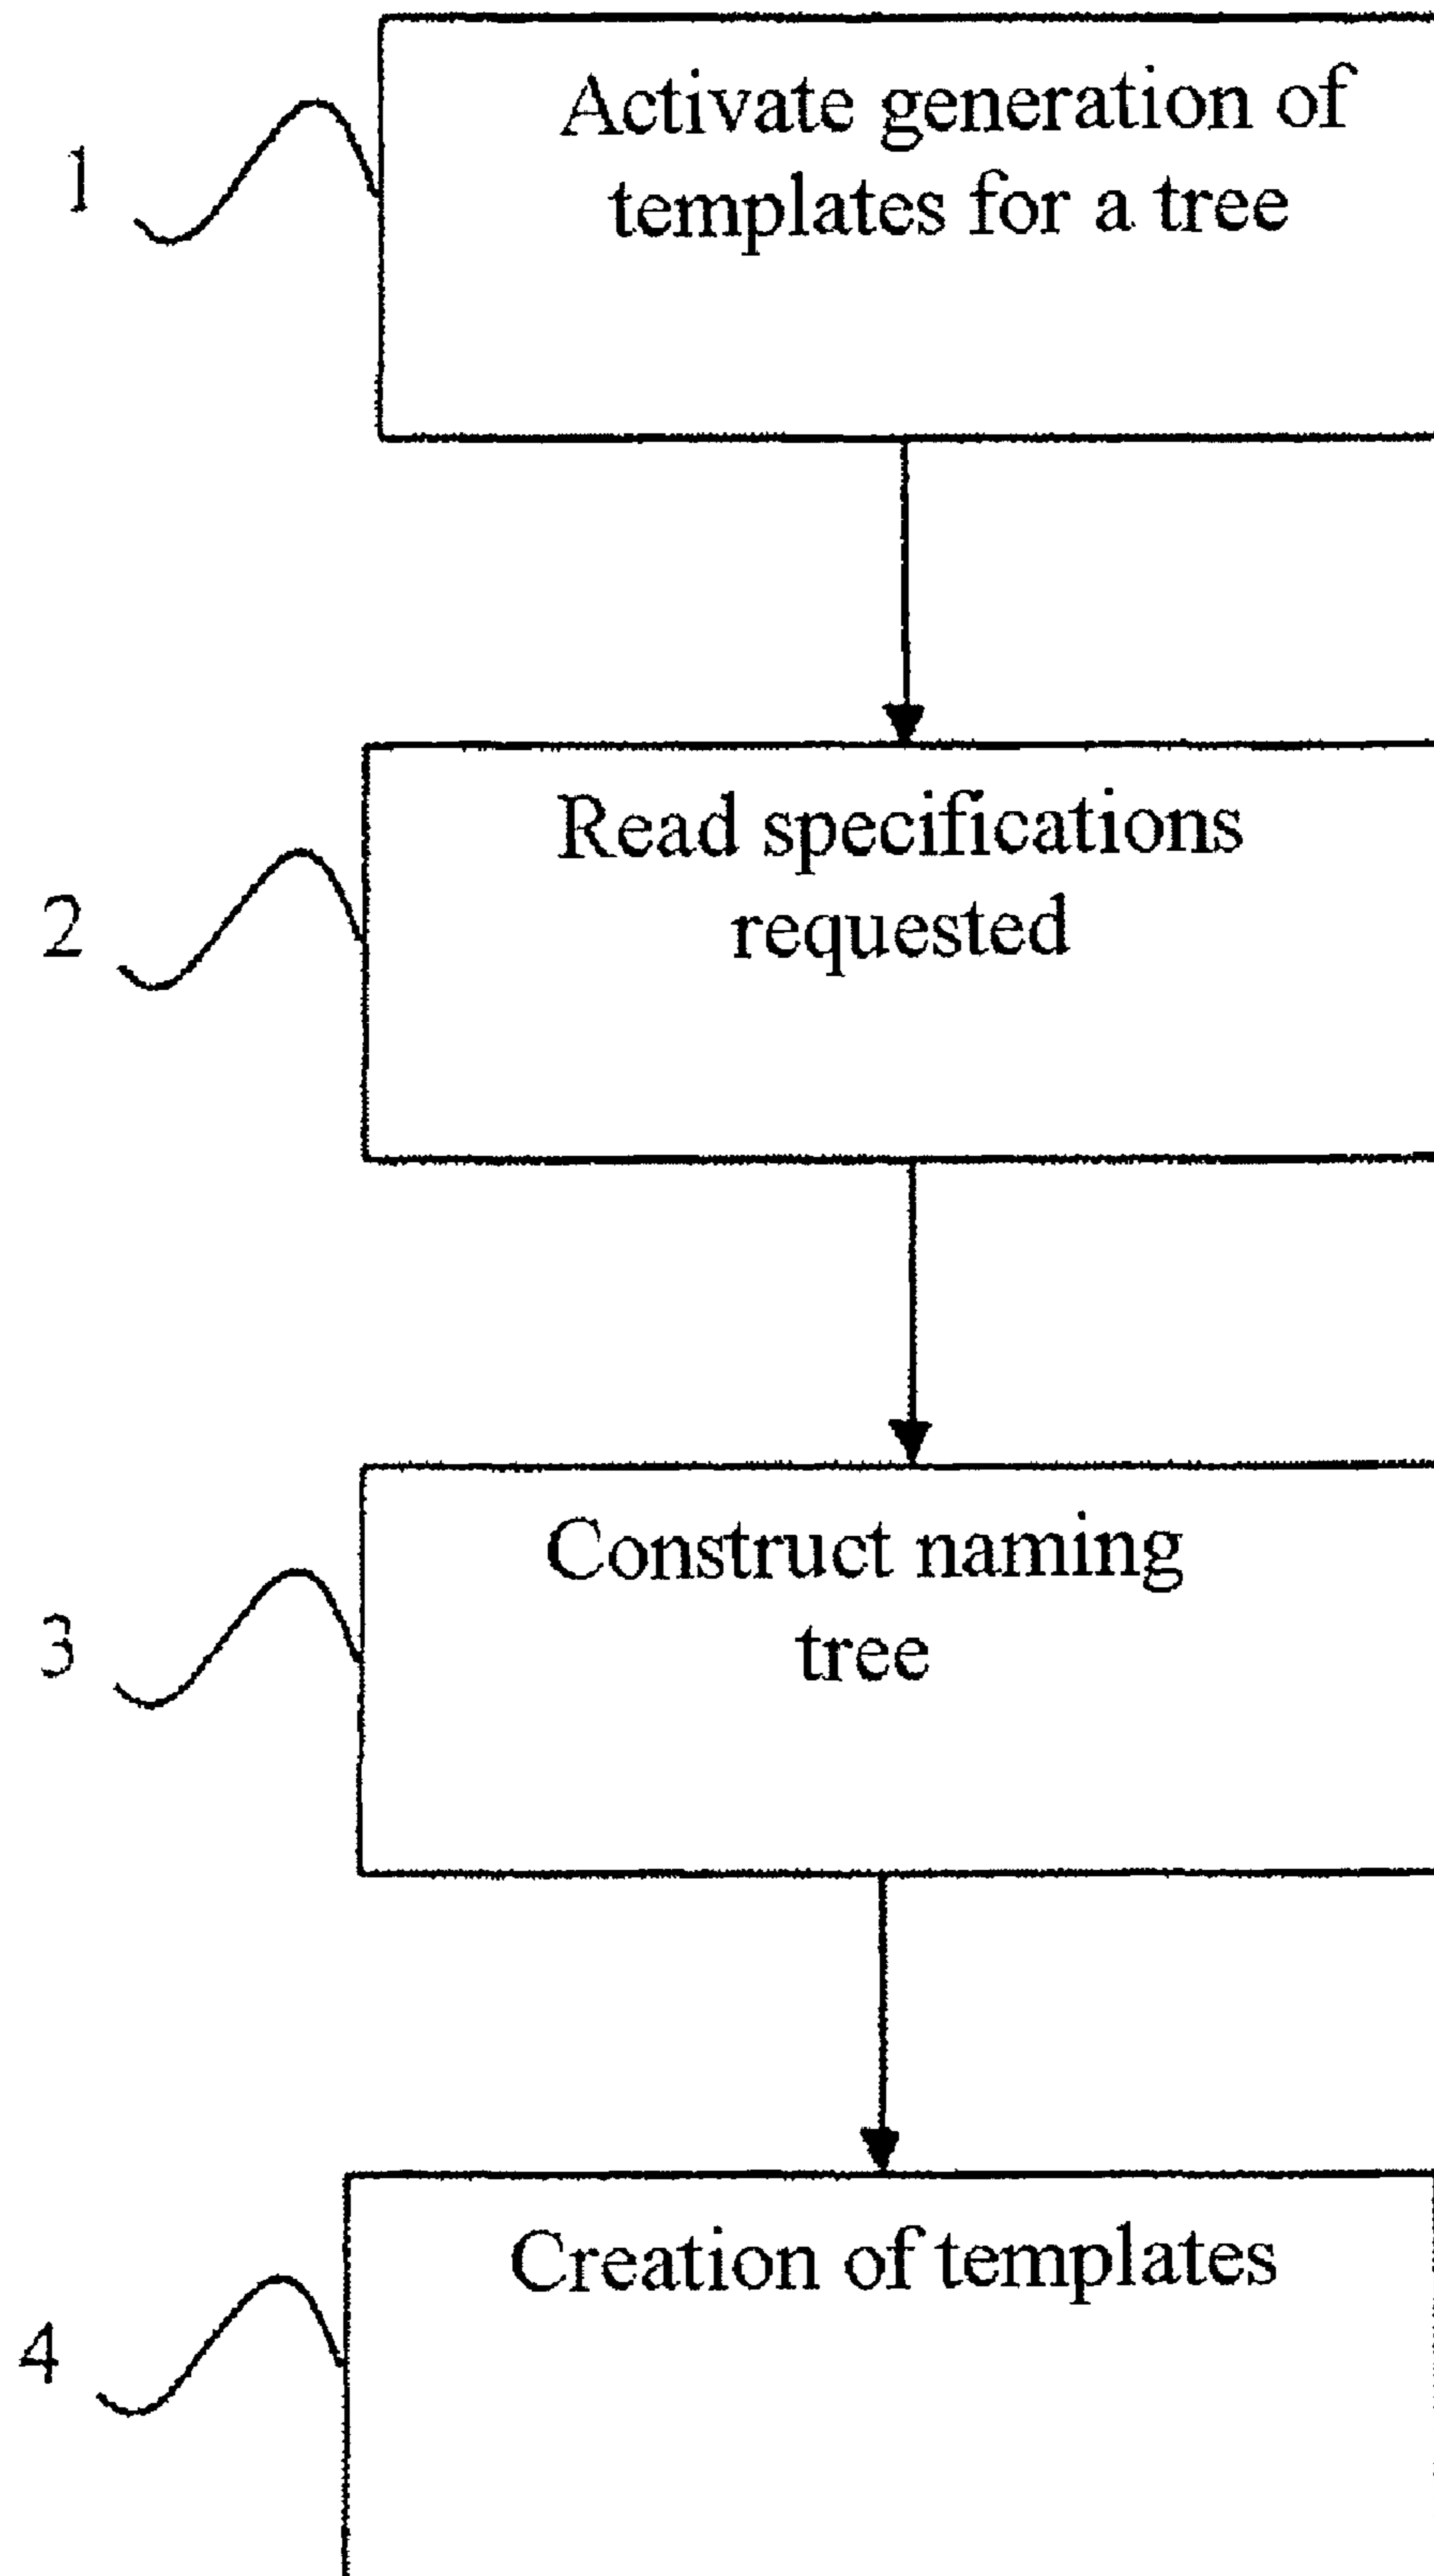 1
Activate generation of
templates for a tree
2
Read specifications
requested
3
Construct naming
tree
4
Creation of templates